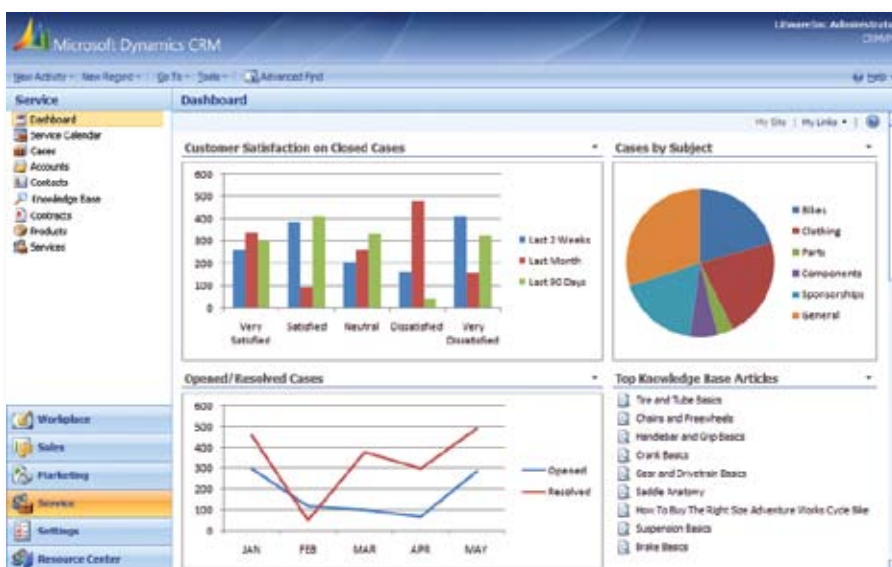 Microsoft Dynamics CRM
Litware Inc Administrat
New Activity New Record Go To Tools Advanced Find
Help
Service
Dashboard
Service Calendar
Cases
Accounts
Contacts
Knowledge Base
Contracts
Products
Services
Workplace
Sales
Marketing
Service
Settings
Resource Center
Dashboard
My Site | My Links
Customer Satisfaction on Closed Cases
600
500
400
300
200
100
0
Very Satisfied
Satisfied
Neutral
Dissatisfied
Very Dissatisfied
Last 2 Weeks
Last Month
Last 90 Days
Cases by Subject
Bikes
Clothing
Parts
Components
Sponsorships
General
Opened/Resolved Cases
600
500
400
300
200
100
0
JAN
FEB
MAR
APR
MAY
Opened
Resolved
Top Knowledge Base Articles
Tire and Tube Basics
Chains and Freewheels
Handlebar and Grip Basics
Crank Basics
Gear and Drivetrain Basics
Saddle Anatomy
How To Buy The Right Size Adventure Works Cycle Bike
Suspension Basics
Brake Basics